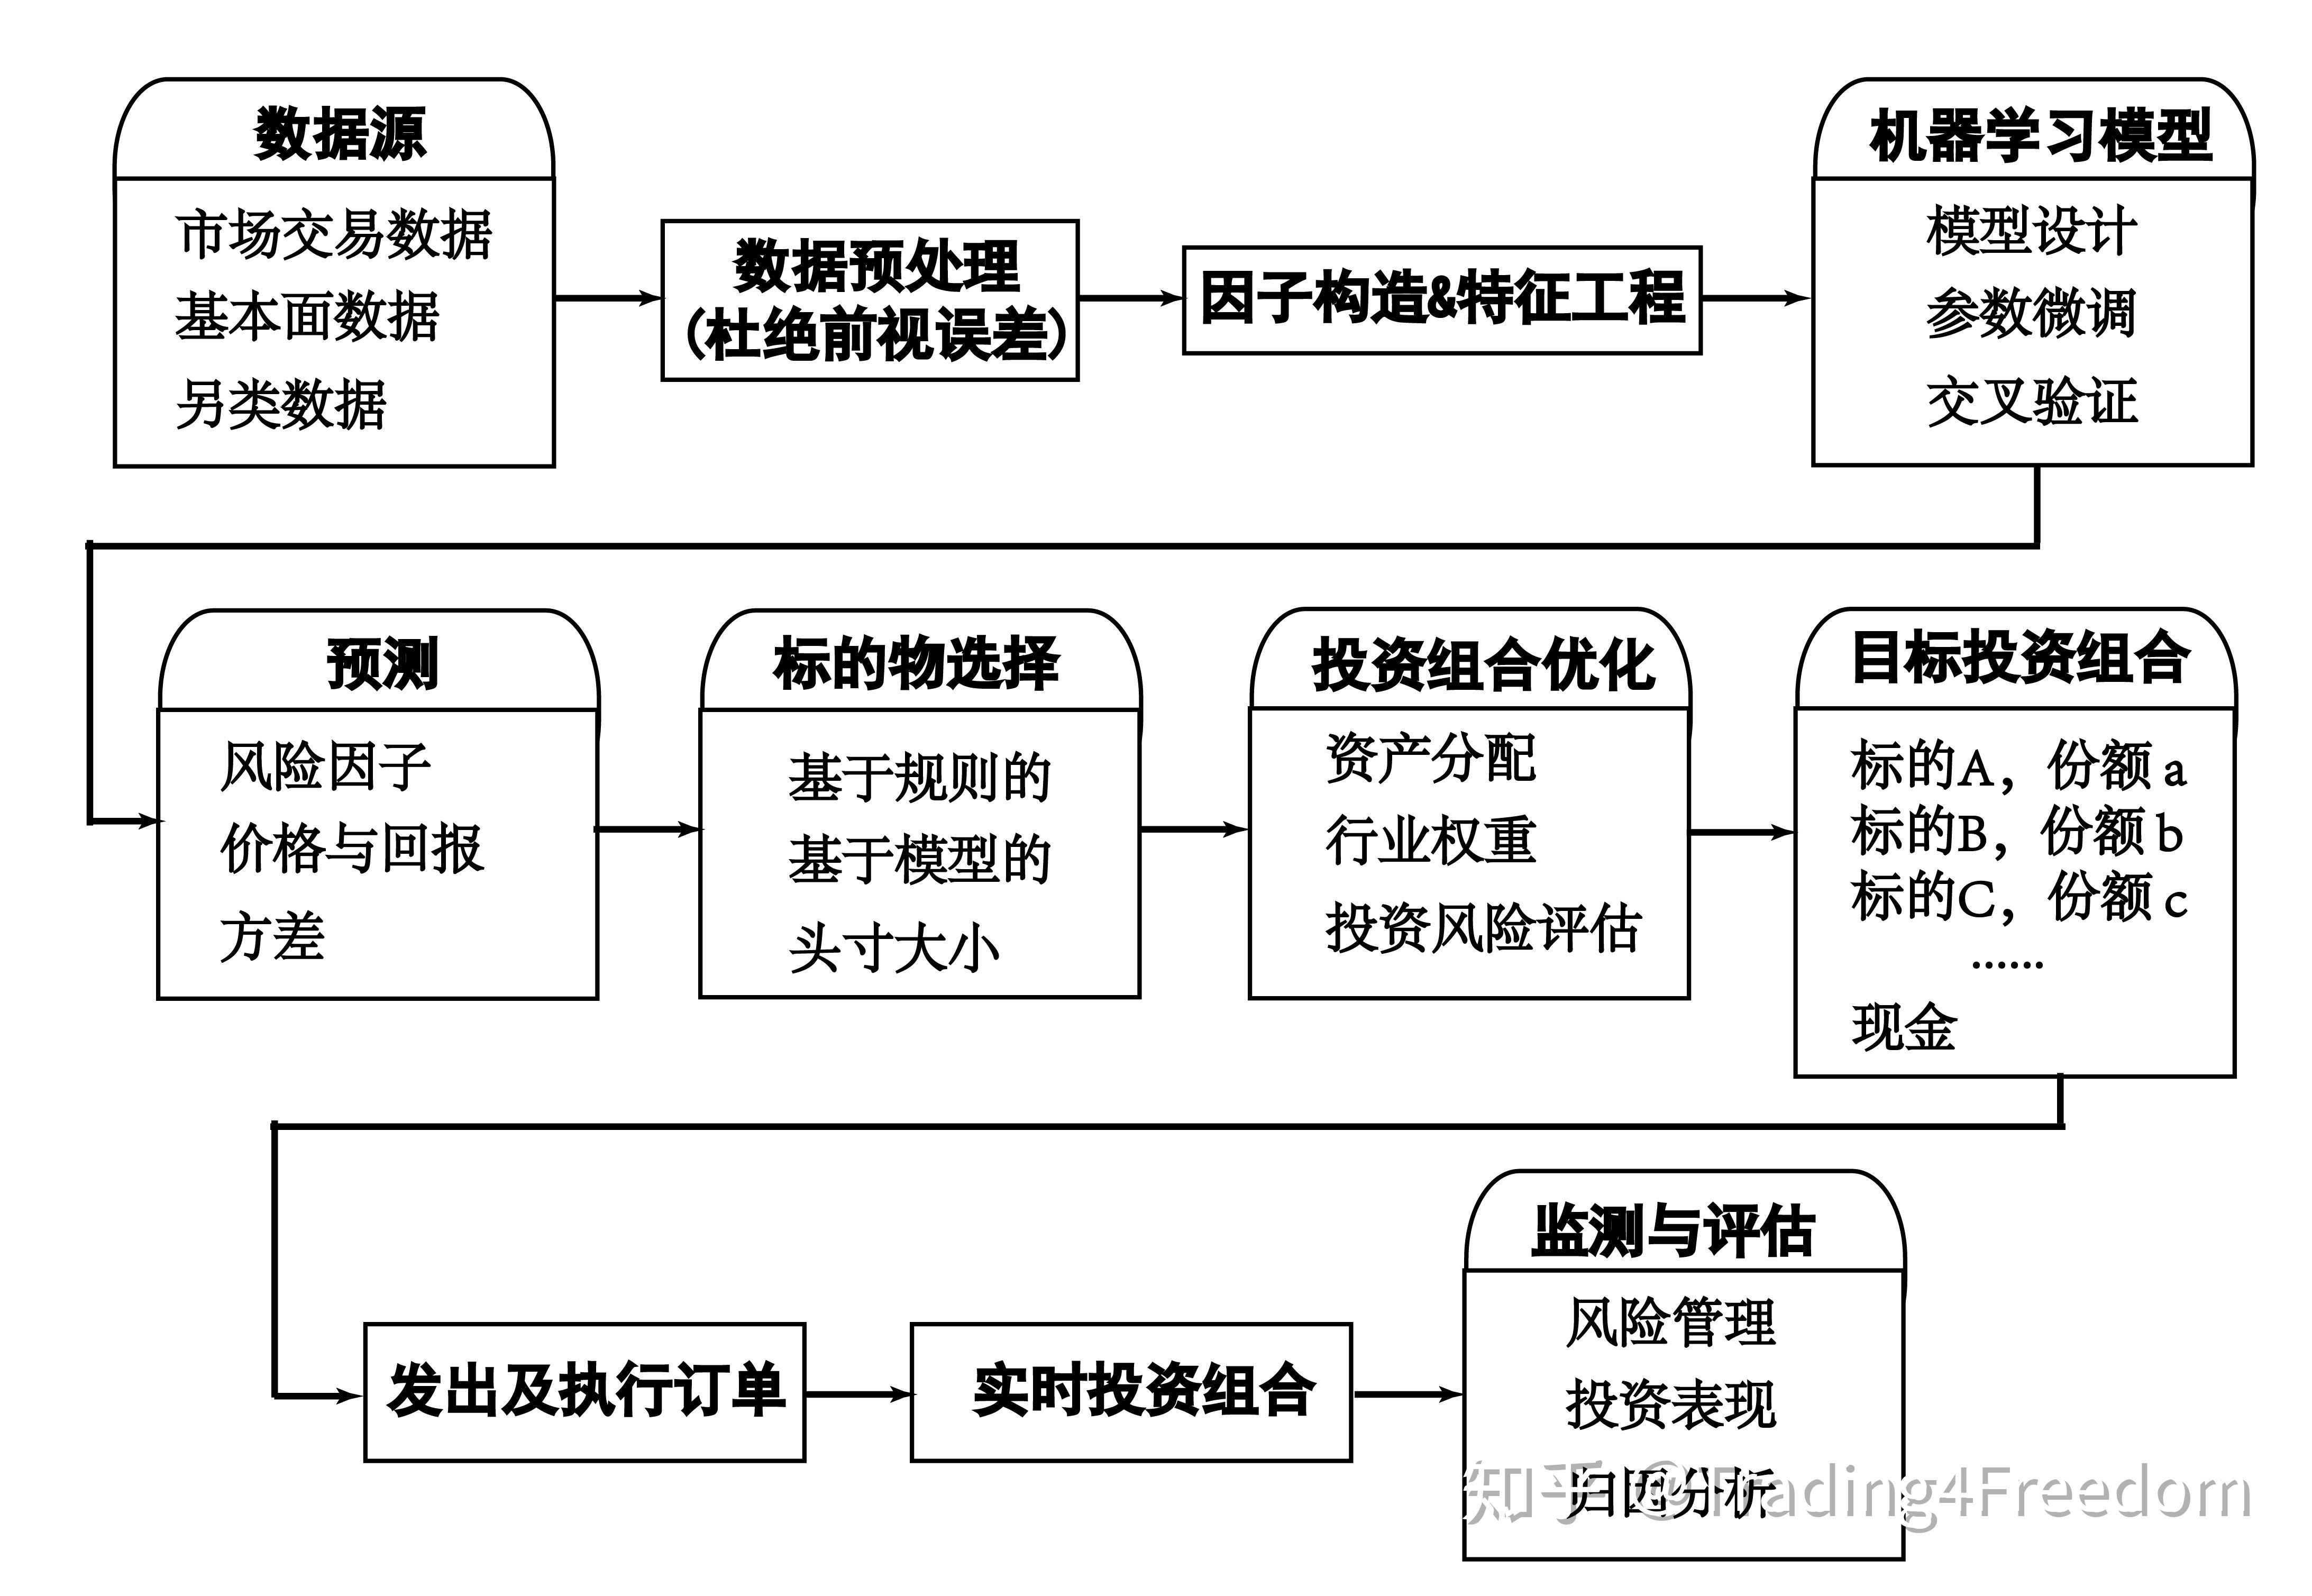 数据源
市场交易数据
基本面数据
另类数据
数据预处理
(杜绝前视误差)
因子构造&特征工程
机器学习模型
模型设计
参数微调
交叉验证
预测
风险因子
价格与回报
方差
标的物选择
基于规则的
基于模型的
头寸大小
投资组合优化
资产分配
行业权重
投资风险评估
目标投资组合
标的A，份额a
标的B，份额b
标的C，份额c
......
现金
发出及执行订单
实时投资组合
监测与评估
风险管理
投资表现
归因分析
知乎 @Trading4Freedom